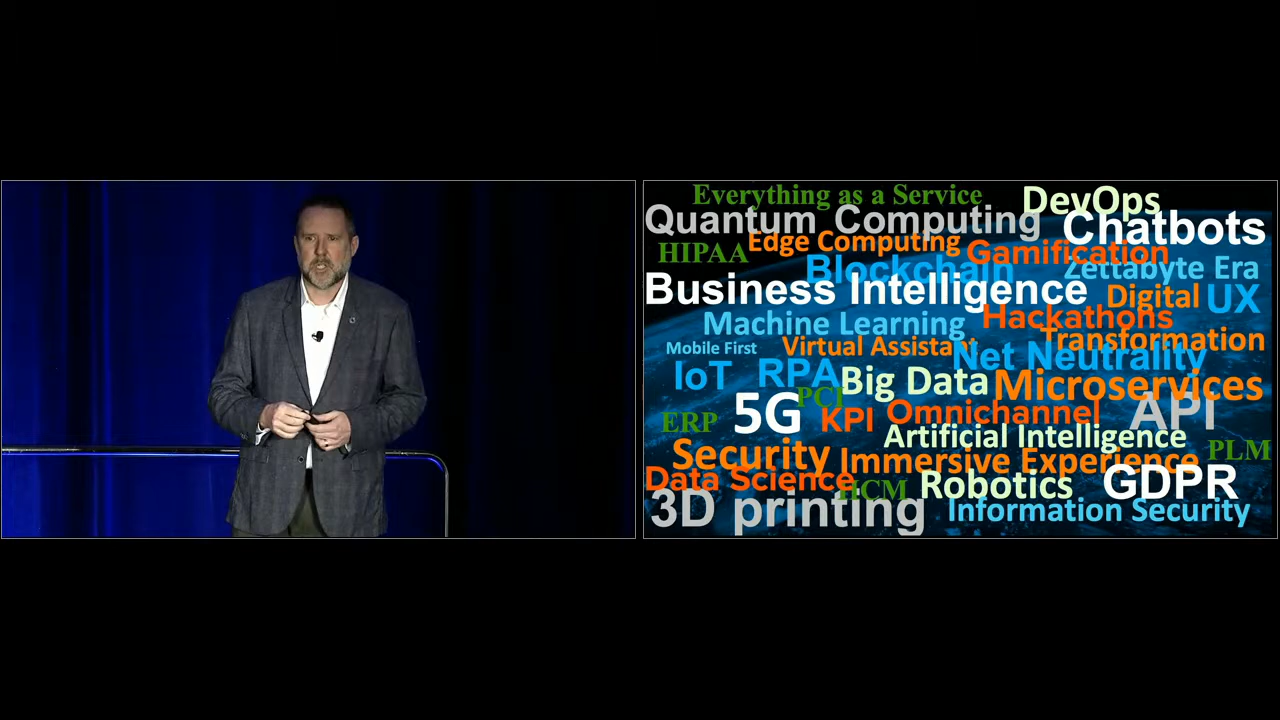 Everything as a Service
DevOps
Quantum Computing
Chatbots
HIPAA
Edge Computing
Gamification
Blockchain
Zettabyte Era
Business Intelligence
Digital
UX
Machine Learning
Hackathons
Transformation
Mobile First
Virtual Assistant
Net Neutrality
IoT
RPA
Big Data
Microservices
PCI
5G
ERP
KPI
Omnichannel
API
Artificial Intelligence
PLM
Security
Immersive Experience
Data Science
HCM
Robotics
GDPR
3D printing
Information Security